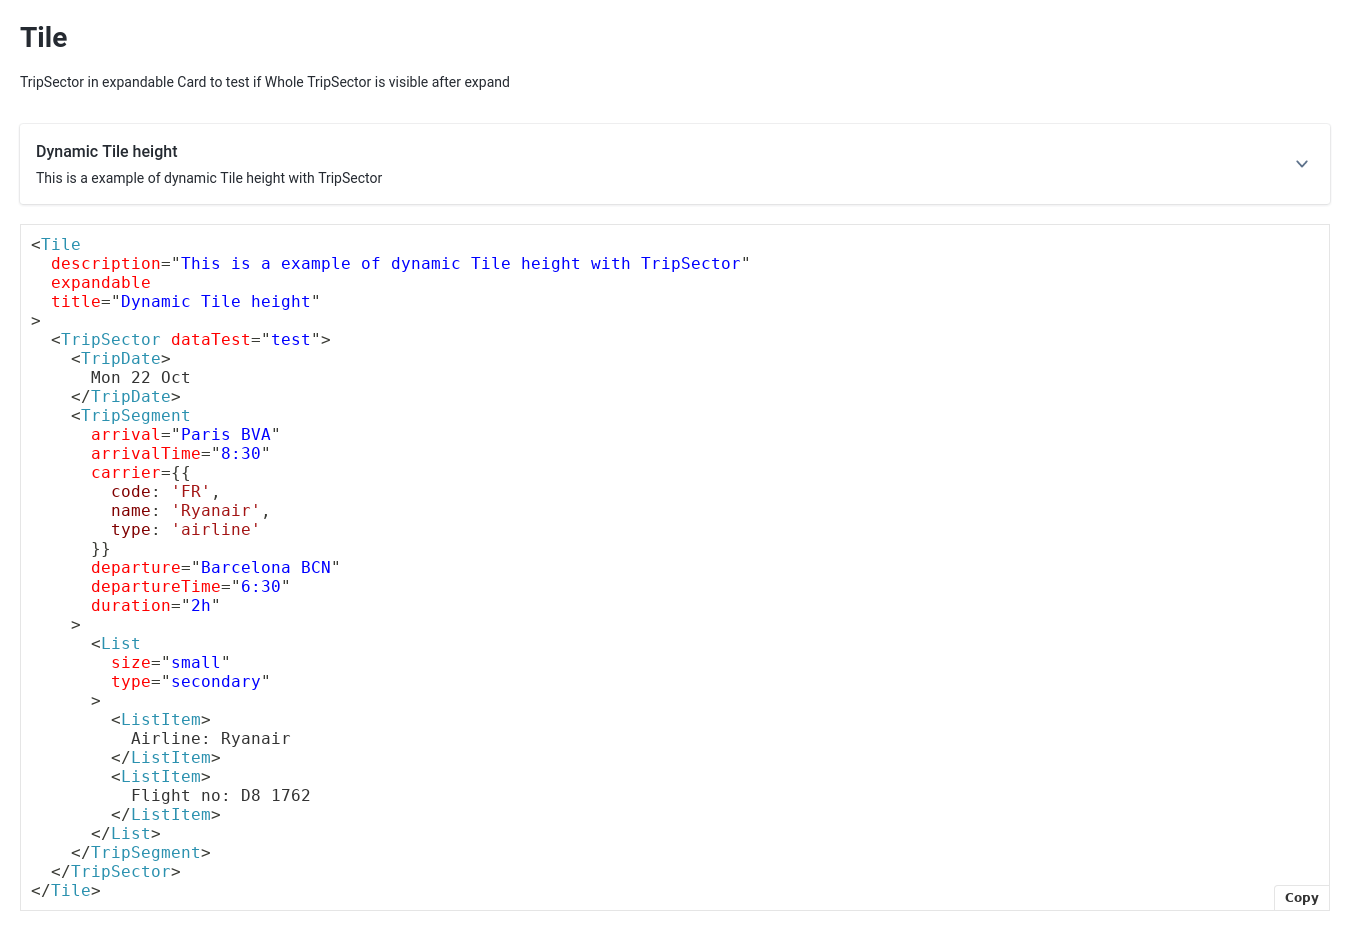 Tile
TripSector in expandable Card to test if Whole TripSector is visible after expand
Dynamic Tile height
This is a example of dynamic Tile height with TripSector
<Tile
  description="This is a example of dynamic Tile height with TripSector"
  expandable
  title="Dynamic Tile height"
>
  <TripSector dataTest="test">
    <TripDate>
      Mon 22 Oct
    </TripDate>
    <TripSegment
      arrival="Paris BVA"
      arrivalTime="8:30"
      carrier={{
        code: 'FR',
        name: 'Ryanair',
        type: 'airline'
      }}
      departure="Barcelona BCN"
      departureTime="6:30"
      duration="2h"
    >
      <List
        size="small"
        type="secondary"
      >
        <ListItem>
          Airline: Ryanair
        </ListItem>
        <ListItem>
          Flight no: D8 1762
        </ListItem>
      </List>
    </TripSegment>
  </TripSector>
</Tile>
Copy